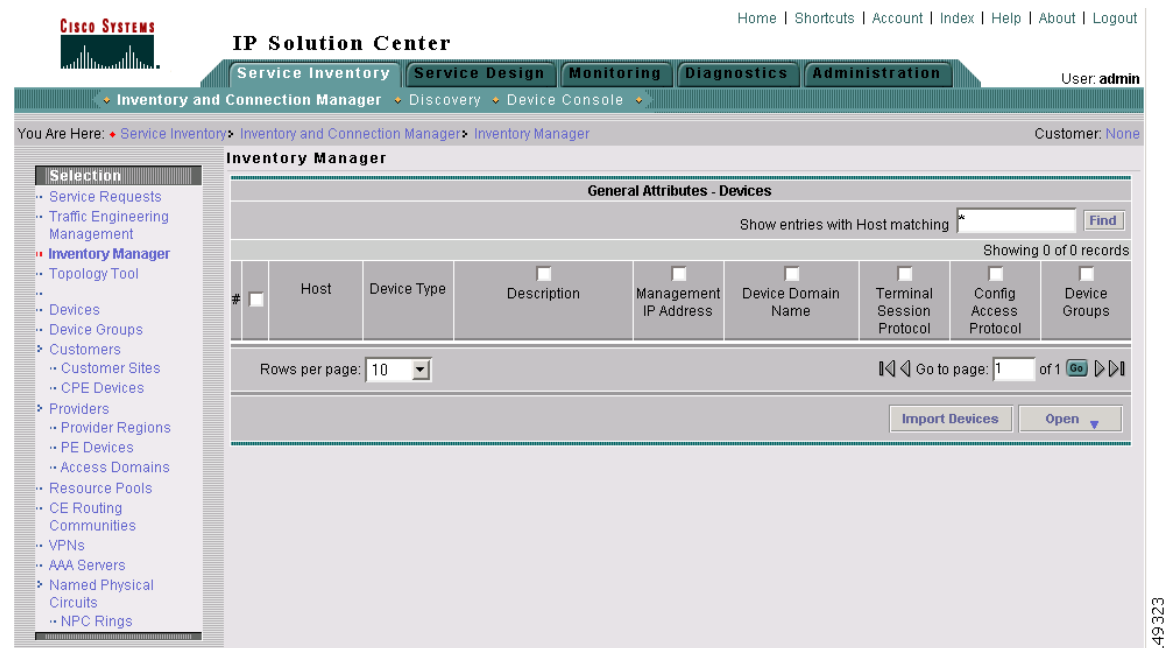 CISCO SYSTEMS
Home | Shortcuts | Account | Index | Help | About | Logout
IP Solution Center
Service Inventory Service Design Monitoring Diagnostics Administration
User: admin
Inventory and Connection Manager Discovery Device Console
You Are Here: Service Inventory Inventory and Connection Manager Inventory Manager
Customer: None
Selection
Service Requests
Traffic Engineering
Management
Inventory Manager
Topology Tool
Devices
Device Groups
Customers
Customer Sites
CPE Devices
Providers
Provider Regions
PE Devices
Access Domains
Resource Pools
CE Routing
Communities
VPNs
AAA Servers
Named Physical
Circuits
NPC Rings
Inventory Manager
General Attributes - Devices
Show entries with Host matching * Find
Showing 0 of 0 records
#
Host
Device Type
Description
Management
IP Address
Device Domain
Name
Terminal
Session
Protocol
Config
Access
Protocol
Device
Groups
Rows per page: 10
Go to page: 1 of 1 Go
Import Devices
Open
149323